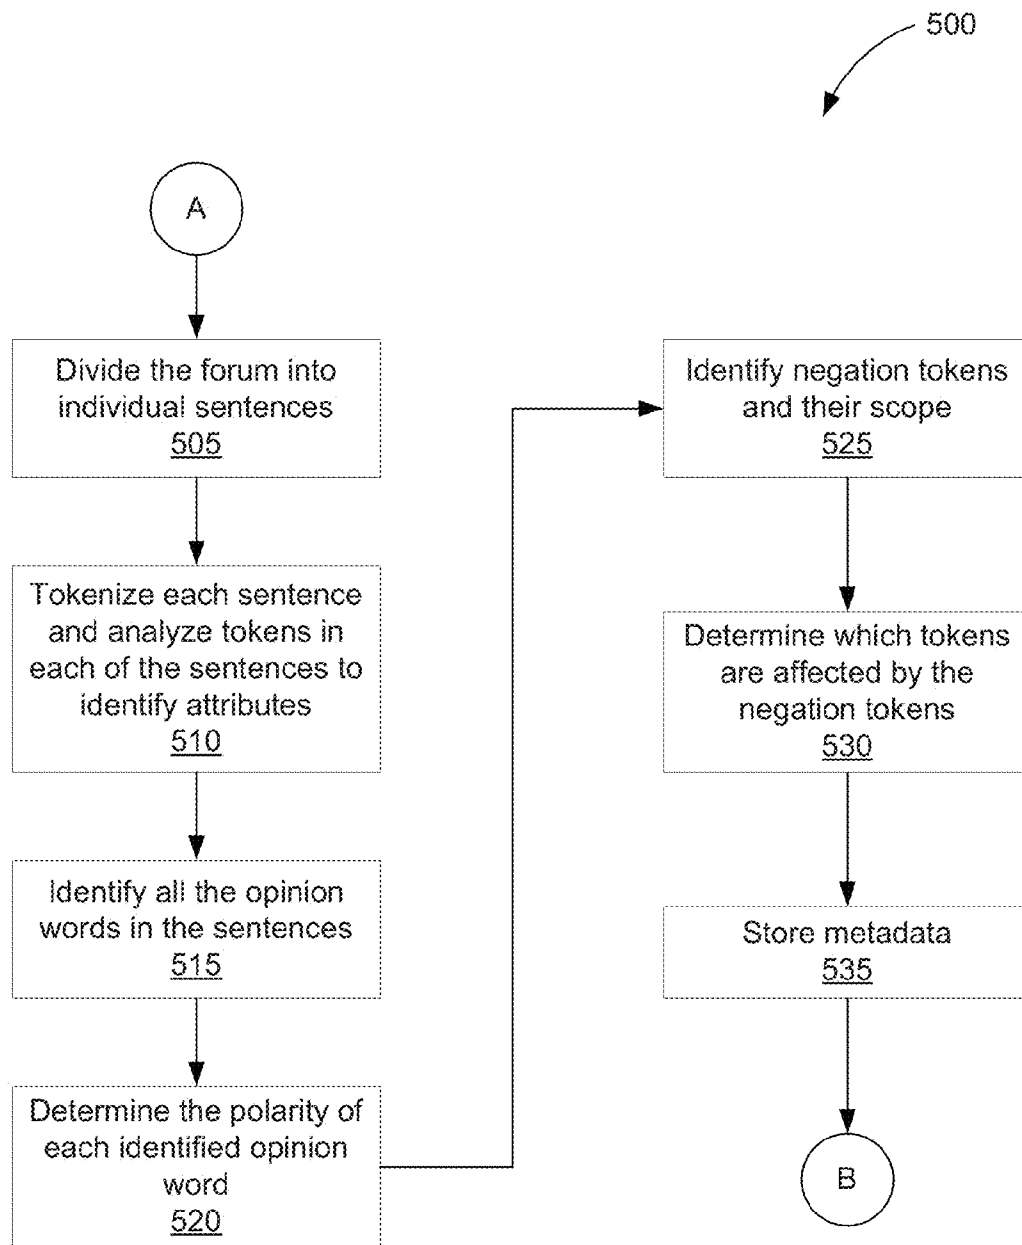 500
A
Divide the forum into
individual sentences
505
Tokenize each sentence
and analyze tokens in
each of the sentences to
identify attributes
510
Identify all the opinion
words in the sentences
515
Determine the polarity of
each identified opinion
word
520
Identify negation tokens
and their scope
525
Determine which tokens
are affected by the
negation tokens
530
Store metadata
535
B